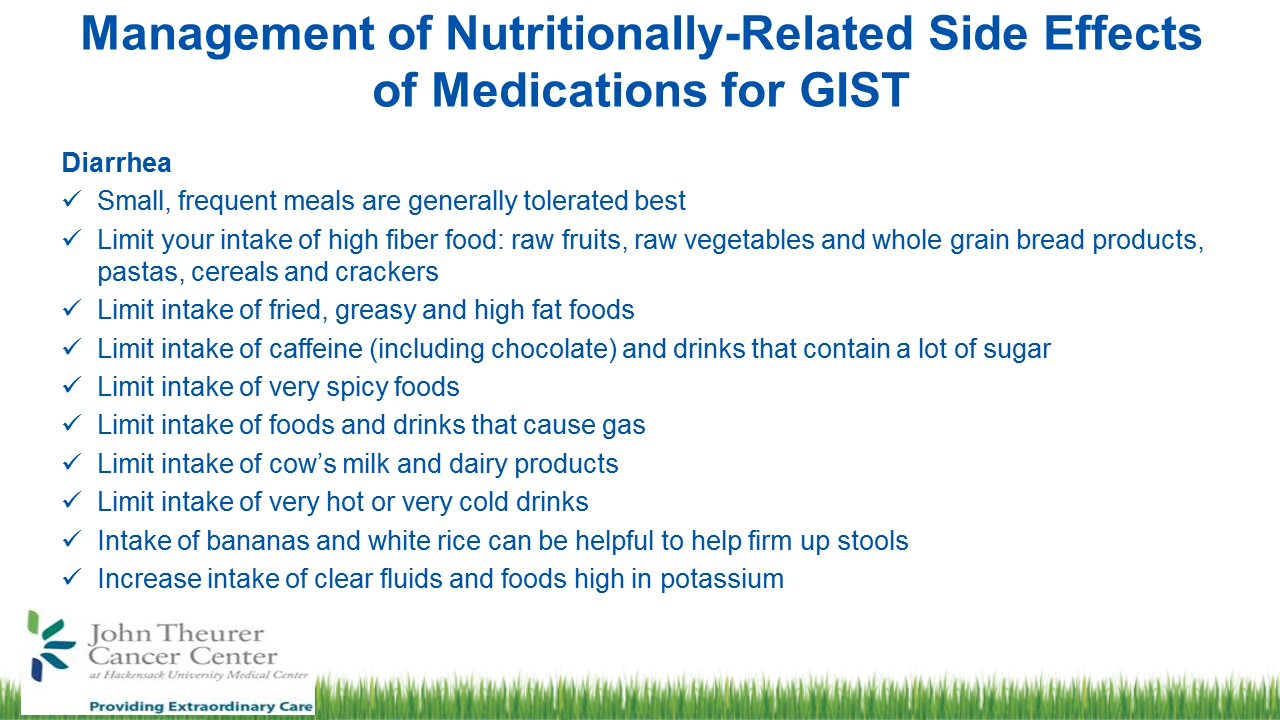 Management of Nutritionally-Related Side Effects
of Medications for GIST
Diarrhea
✓ Small, frequent meals are generally tolerated best
✓ Limit your intake of high fiber food: raw fruits, raw vegetables and whole grain bread products,
pastas, cereals and crackers
✓ Limit intake of fried, greasy and high fat foods
✓ Limit intake of caffeine (including chocolate) and drinks that contain a lot of sugar
✓ Limit intake of very spicy foods
✓ Limit intake of foods and drinks that cause gas
✓ Limit intake of cow’s milk and dairy products
✓ Limit intake of very hot or very cold drinks
✓ Intake of bananas and white rice can be helpful to help firm up stools
✓ Increase intake of clear fluids and foods high in potassium
John Theurer
Cancer Center
at Hackensack University Medical Center
Providing Extraordinary Care